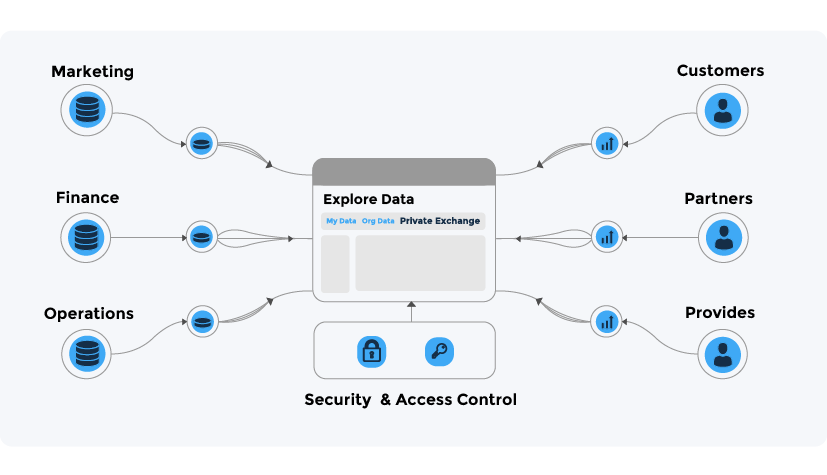 Marketing
Customers
Finance
Partners
Explore Data
My Data Org Data Private Exchange
Operations
Provides
Security & Access Control